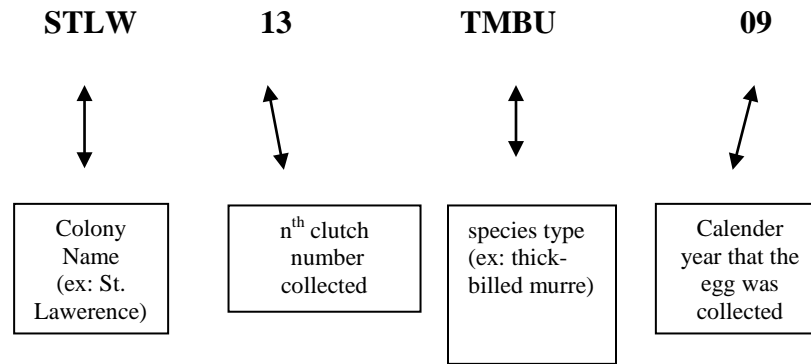 STLW 13 TMBU 09
Colony
Name
(ex: St.
Lawerence)
nth clutch
number
collected
species type
(ex: thick-
billed murre)
Calender
year that the
egg was
collected